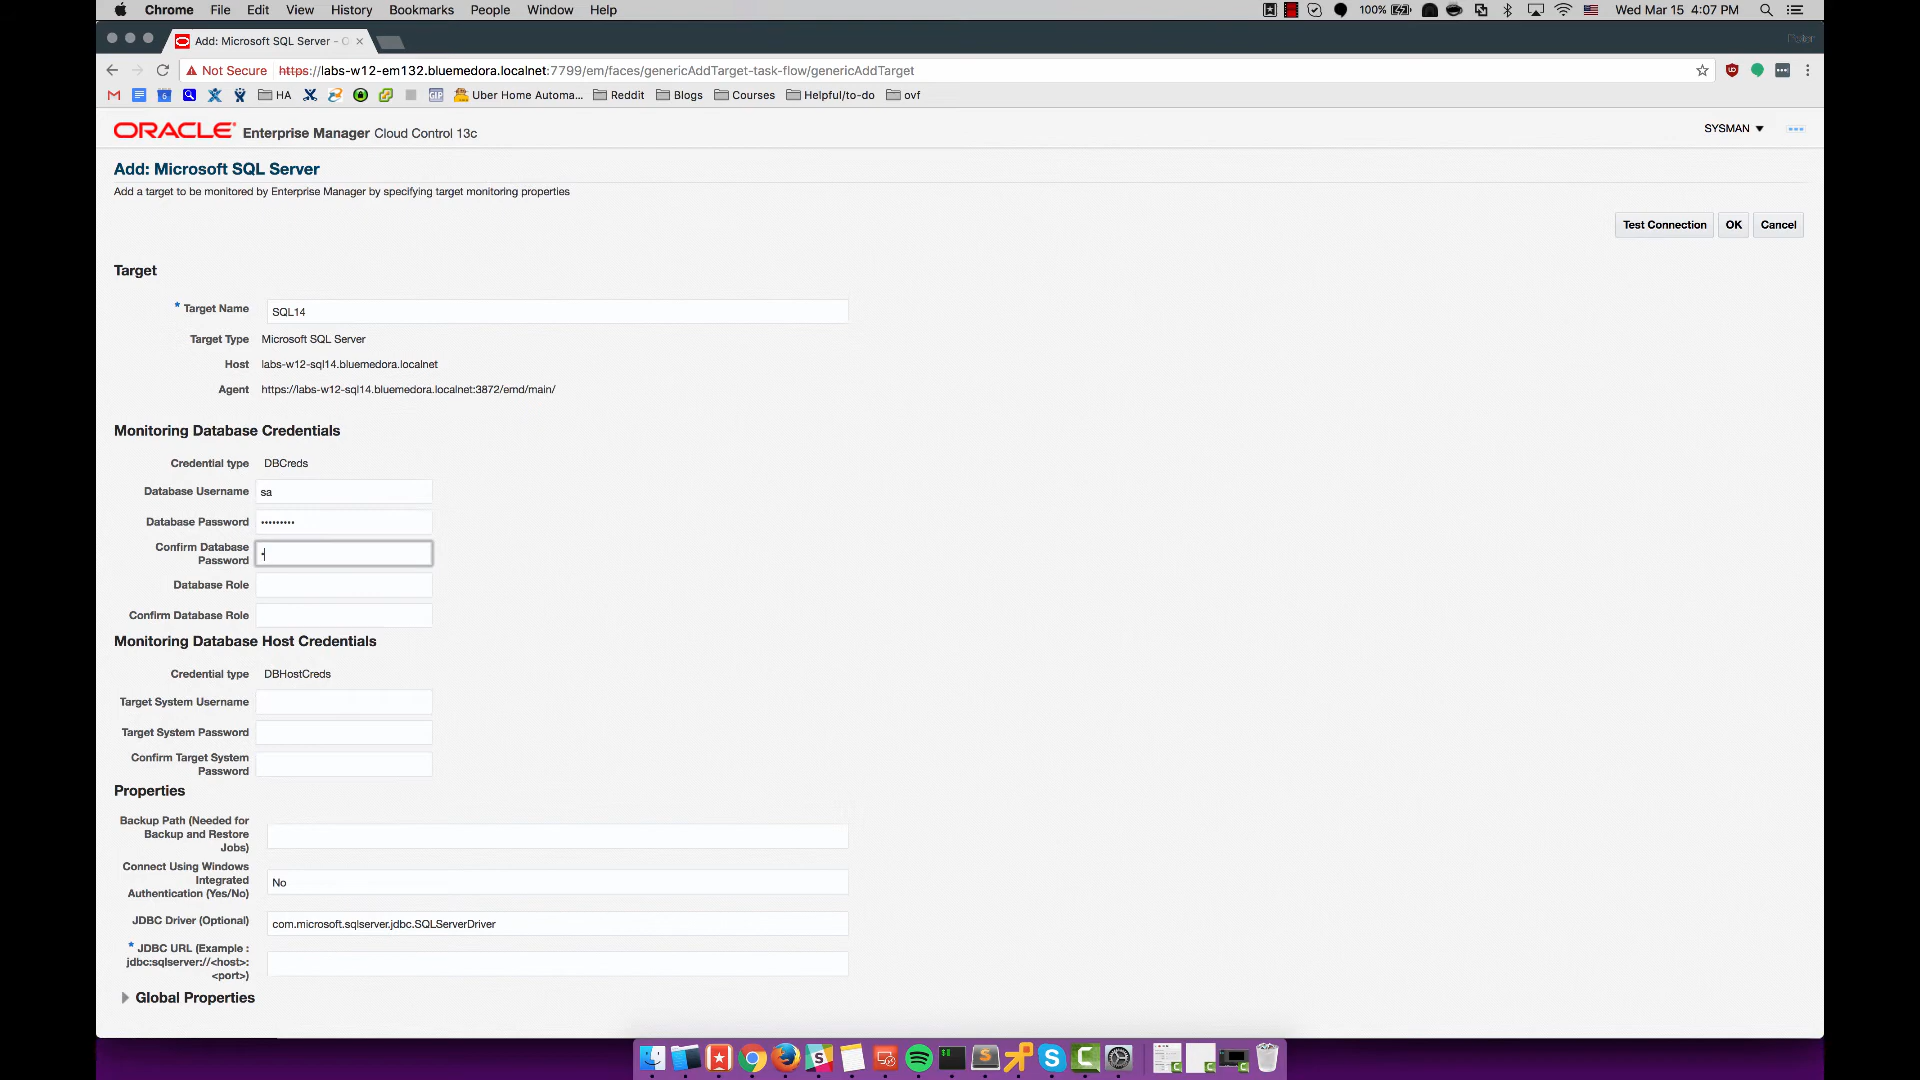 Chrome File Edit View History Bookmarks People Window Help 100% Wed Mar 15 4:07 PM
Add: Microsoft SQL Server - O
Not Secure https://labs-w12-em132.bluemedora.localnet:7799/em/faces/genericAddTarget-task-flow/genericAddTarget
HA Uber Home Automa... Reddit Blogs Courses Helpful/to-do ovf
ORACLE Enterprise Manager Cloud Control 13c SYSMAN
Add: Microsoft SQL Server
Add a target to be monitored by Enterprise Manager by specifying target monitoring properties
Test Connection OK Cancel
Target
* Target Name SQL14
Target Type Microsoft SQL Server
Host labs-w12-sql14.bluemedora.localnet
Agent https://labs-w12-sql14.bluemedora.localnet:3872/emd/main/
Monitoring Database Credentials
Credential type DBCreds
Database Username sa
Database Password •••••••••
Confirm Database
Password •
Database Role
Confirm Database Role
Monitoring Database Host Credentials
Credential type DBHostCreds
Target System Username
Target System Password
Confirm Target System
Password
Properties
Backup Path (Needed for
Backup and Restore
Jobs)
Connect Using Windows
Integrated
Authentication (Yes/No) No
JDBC Driver (Optional) com.microsoft.sqlserver.jdbc.SQLServerDriver
* JDBC URL (Example :
jdbc:sqlserver://<host>:
<port>)
Global Properties